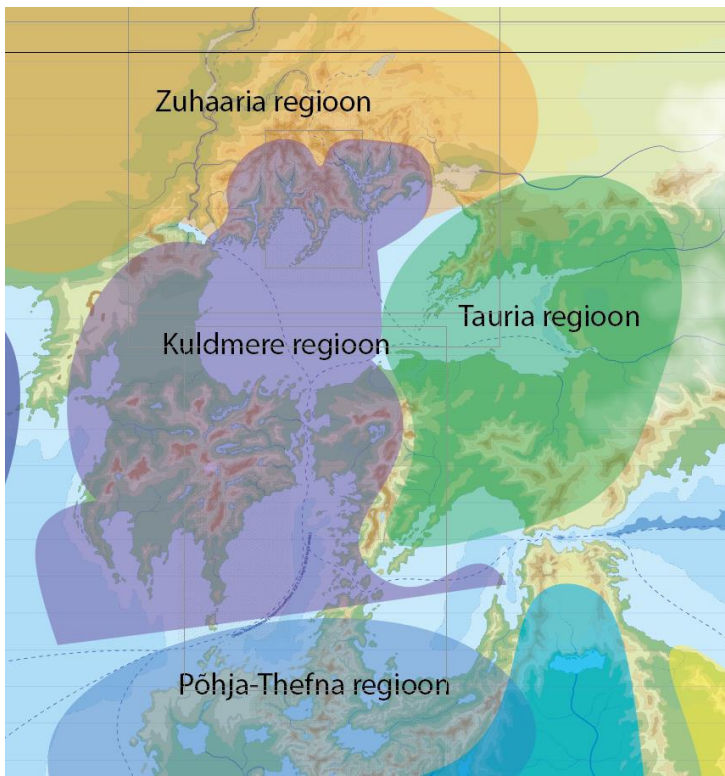 Zuhaaria regioon
Tauria regioon
Kuldmere regioon
Põhja-Thefna regioon